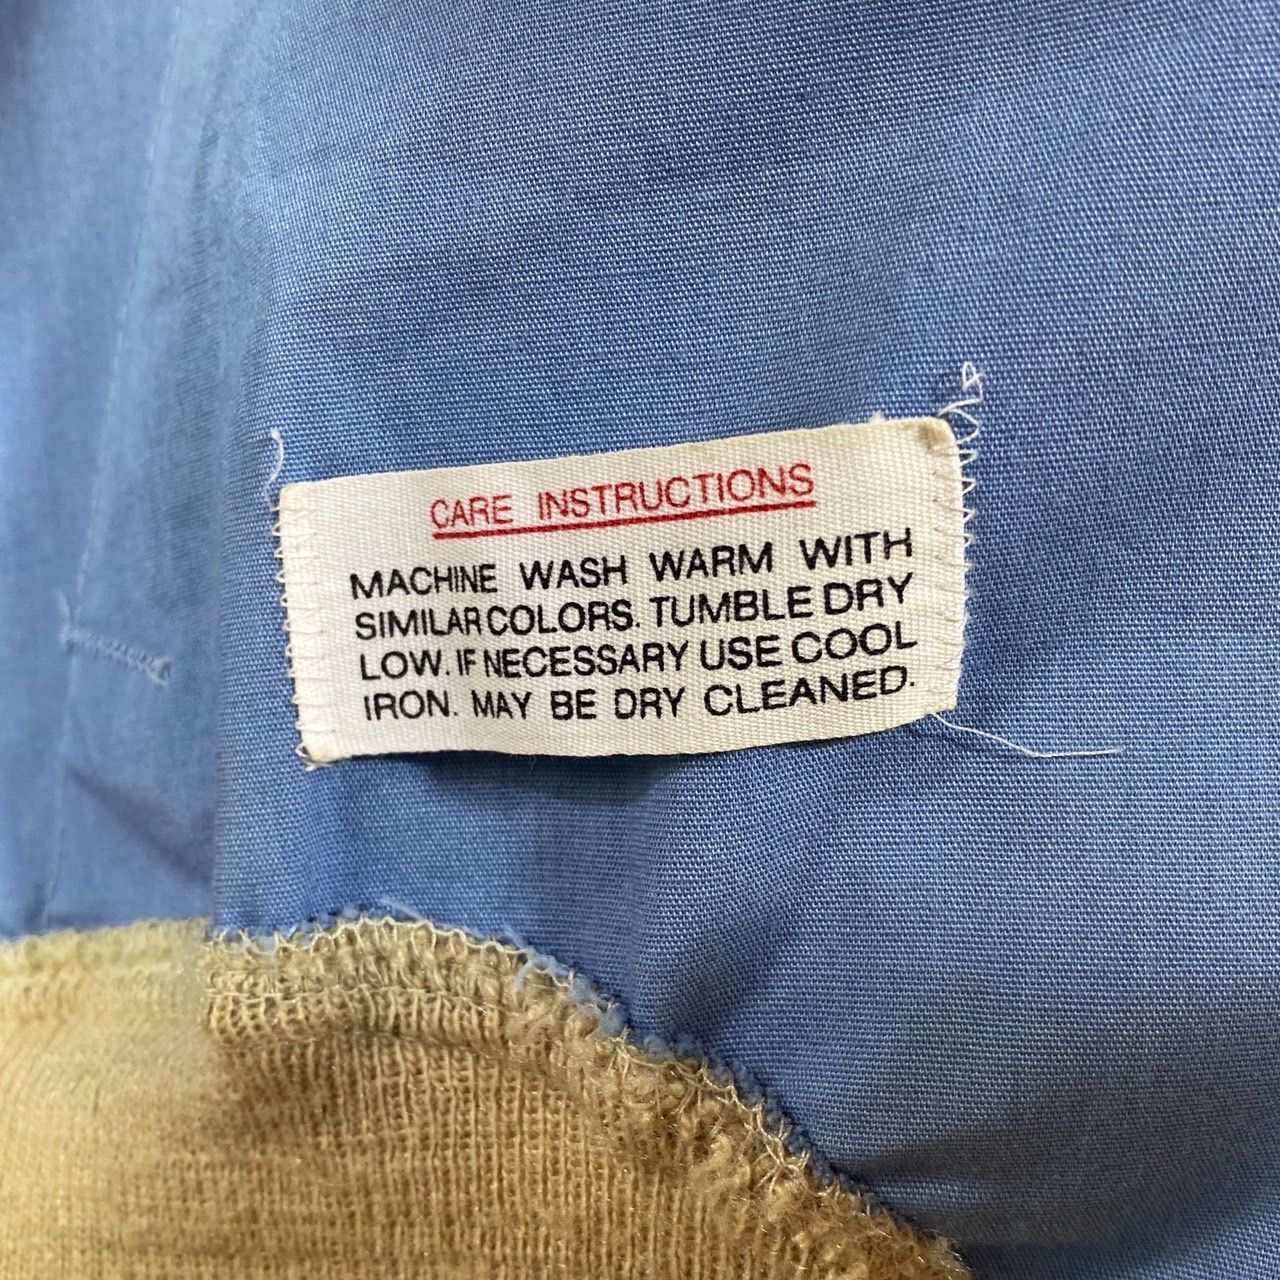 CARE INSTRUCTIONS
MACHINE WASH WARM WITH
SIMILAR COLORS. TUMBLE DRY
LOW. IF NECESSARY USE COOL
IRON. MAY BE DRY CLEANED.